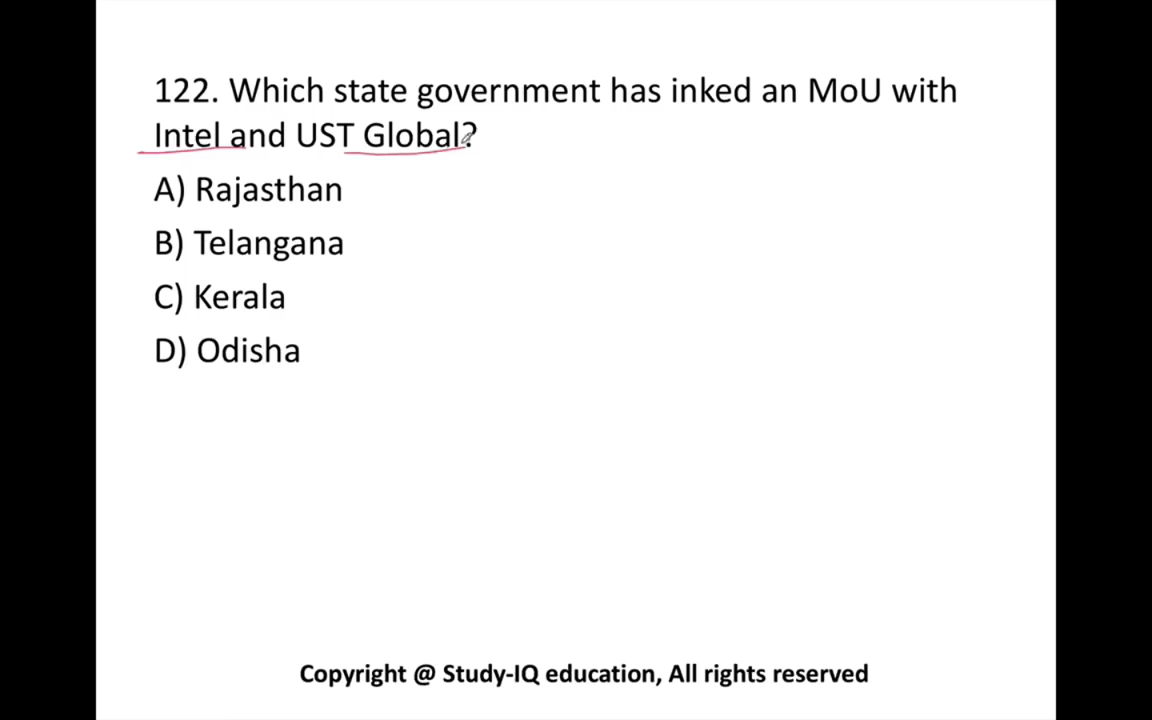 122. Which state government has inked an MoU with
Intel and UST Global?
A) Rajasthan
B) Telangana
C) Kerala
D) Odisha
Copyright @ Study-IQ education, All rights reserved